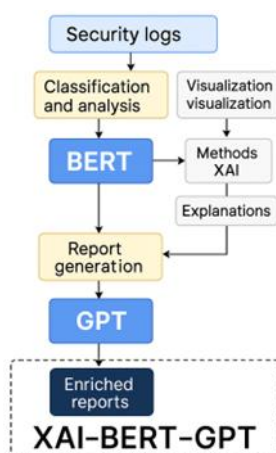 Security logs
Classification
and analysis
Visualization
visualization
BERT
Methods
XAI
Explanations
Report
generation
GPT
Enriched
reports
XAI-BERT-GPT